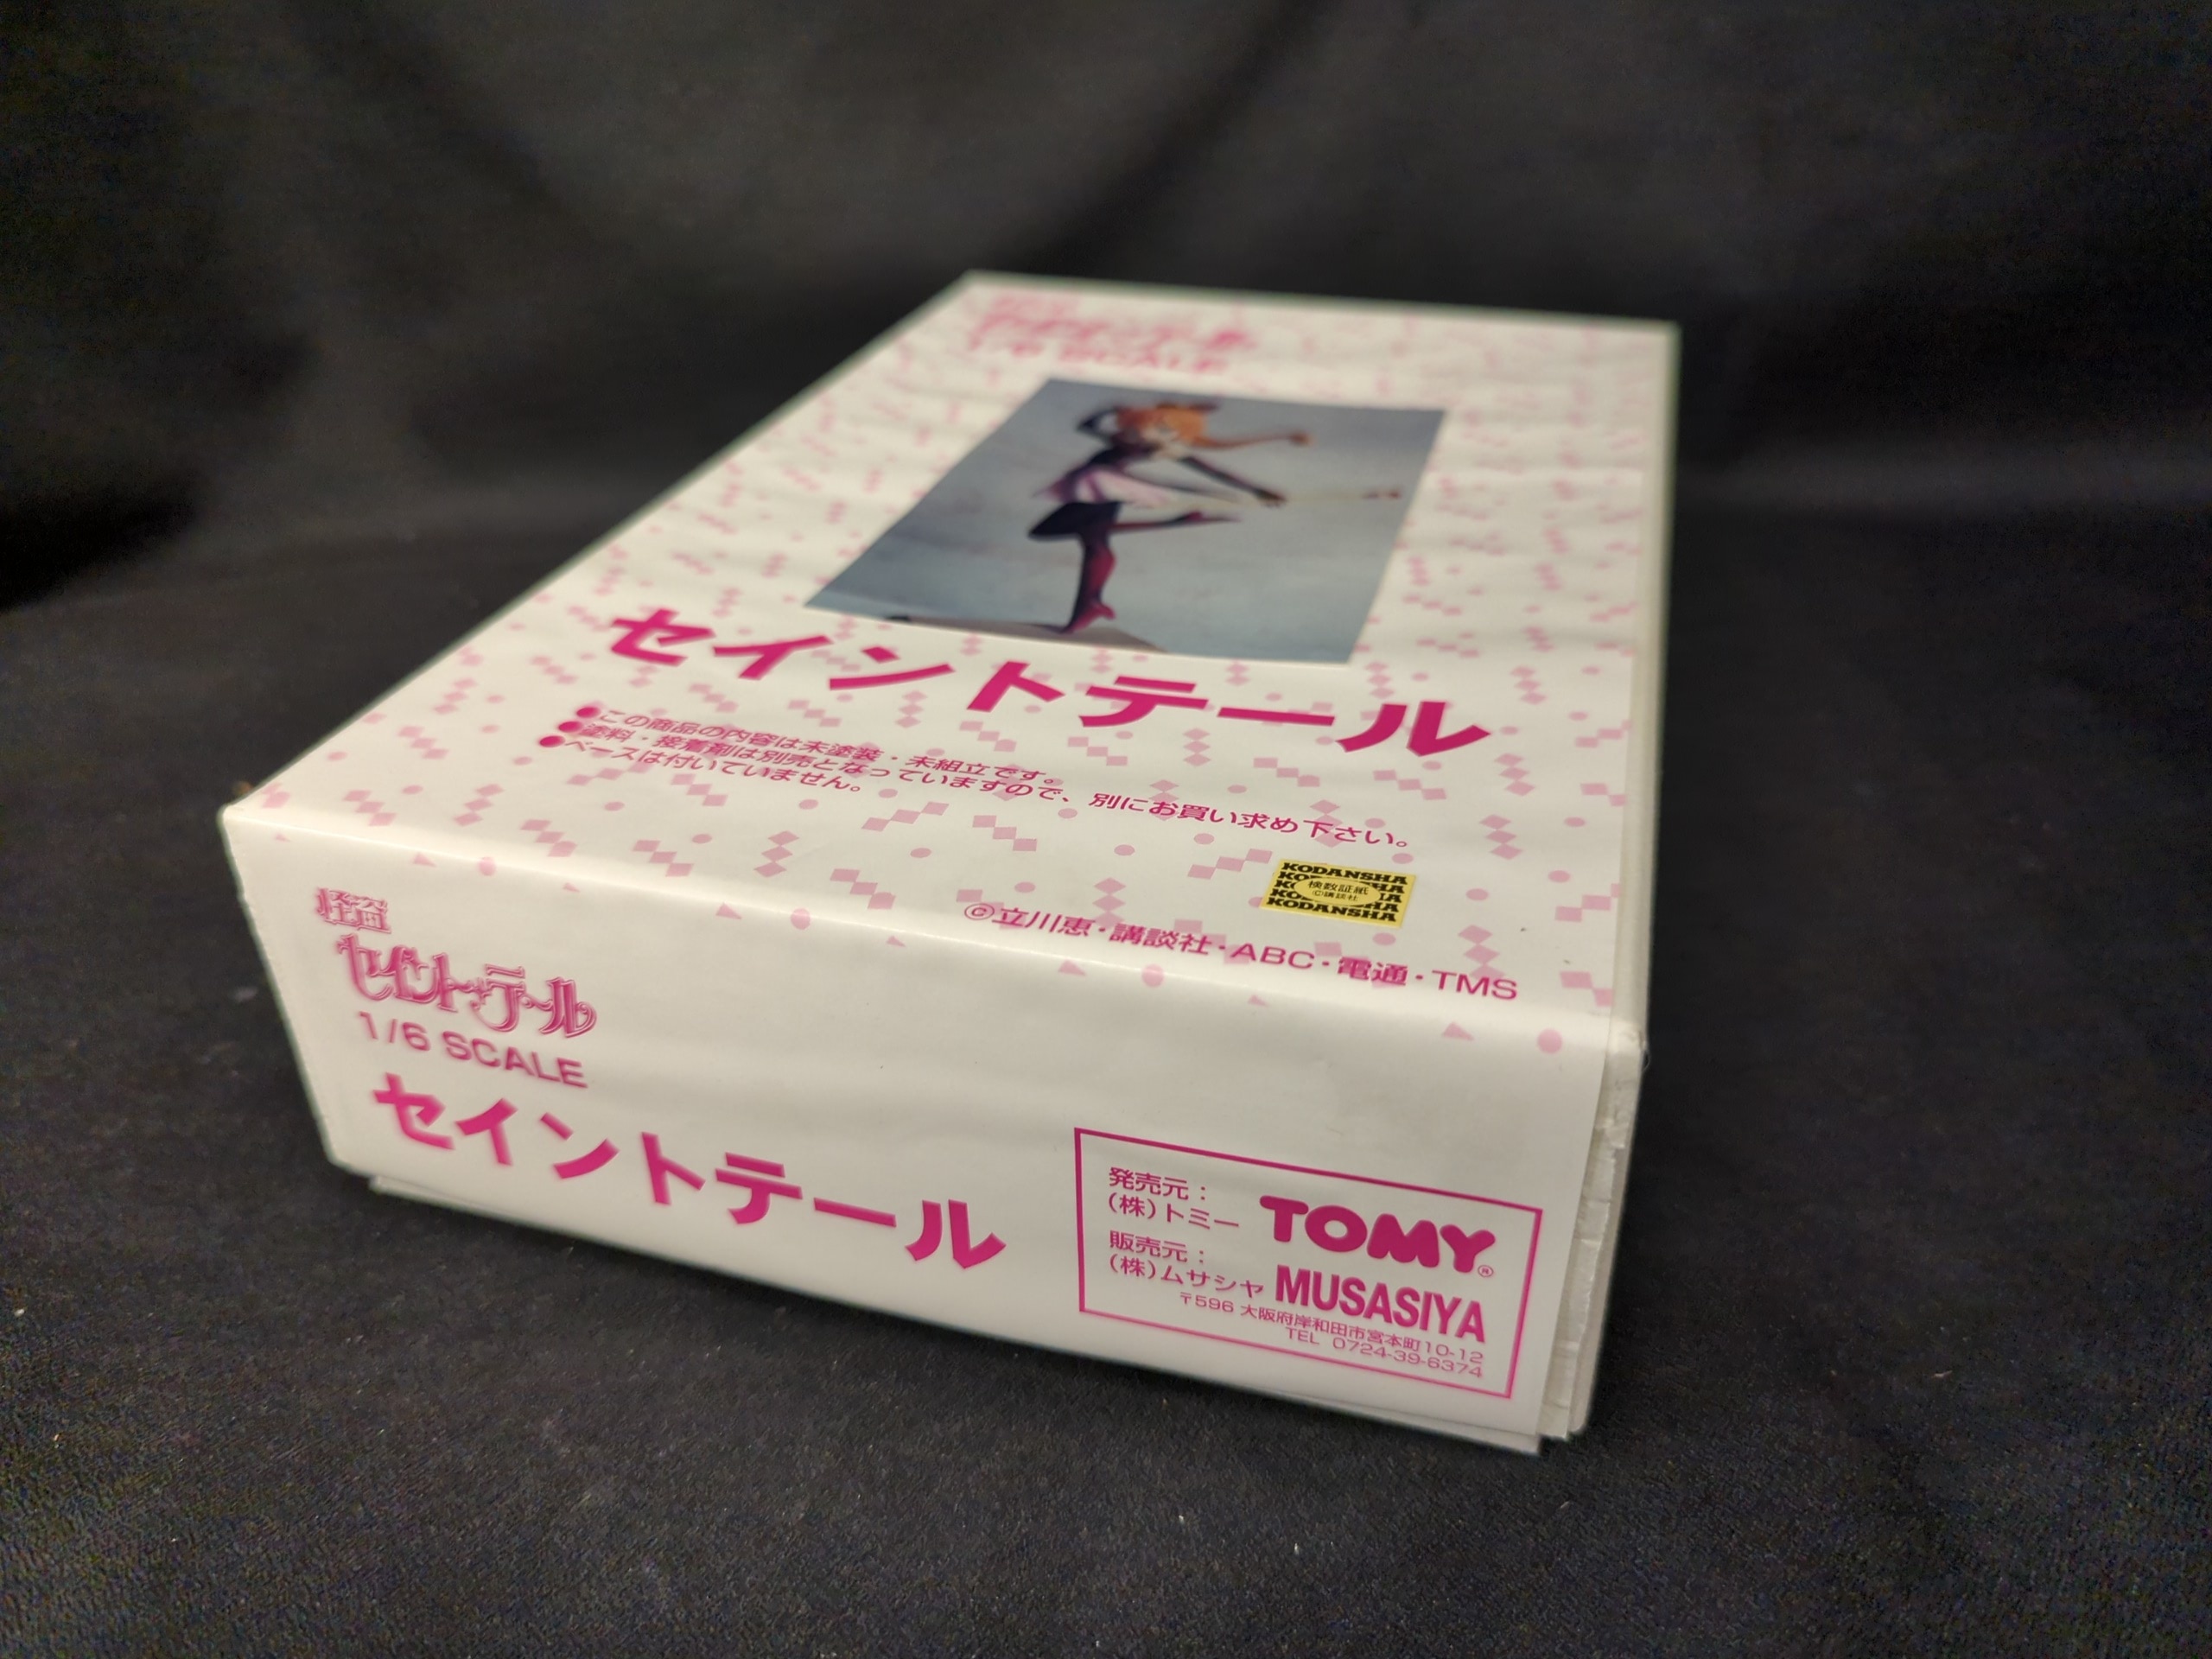 1/6 SCALE
セイントテール
●この商品の内容は未塗装・未組立です。
●塗料・接着剤は別売となっていますので、別にお買い求め下さい。
●ベースは付いていません。
KODANSHA
検数証紙
©講談社
KODANSHA
©立川恵・講談社・ABC・電通・TMS
怪盗
セイント・テール
1/6 SCALE
セイントテール
発売元：
(株)トミー TOMY®
販売元：
(株)ムサシヤ MUSASIYA
〒596 大阪府岸和田市宮本町10-12
TEL 0724-39-6374